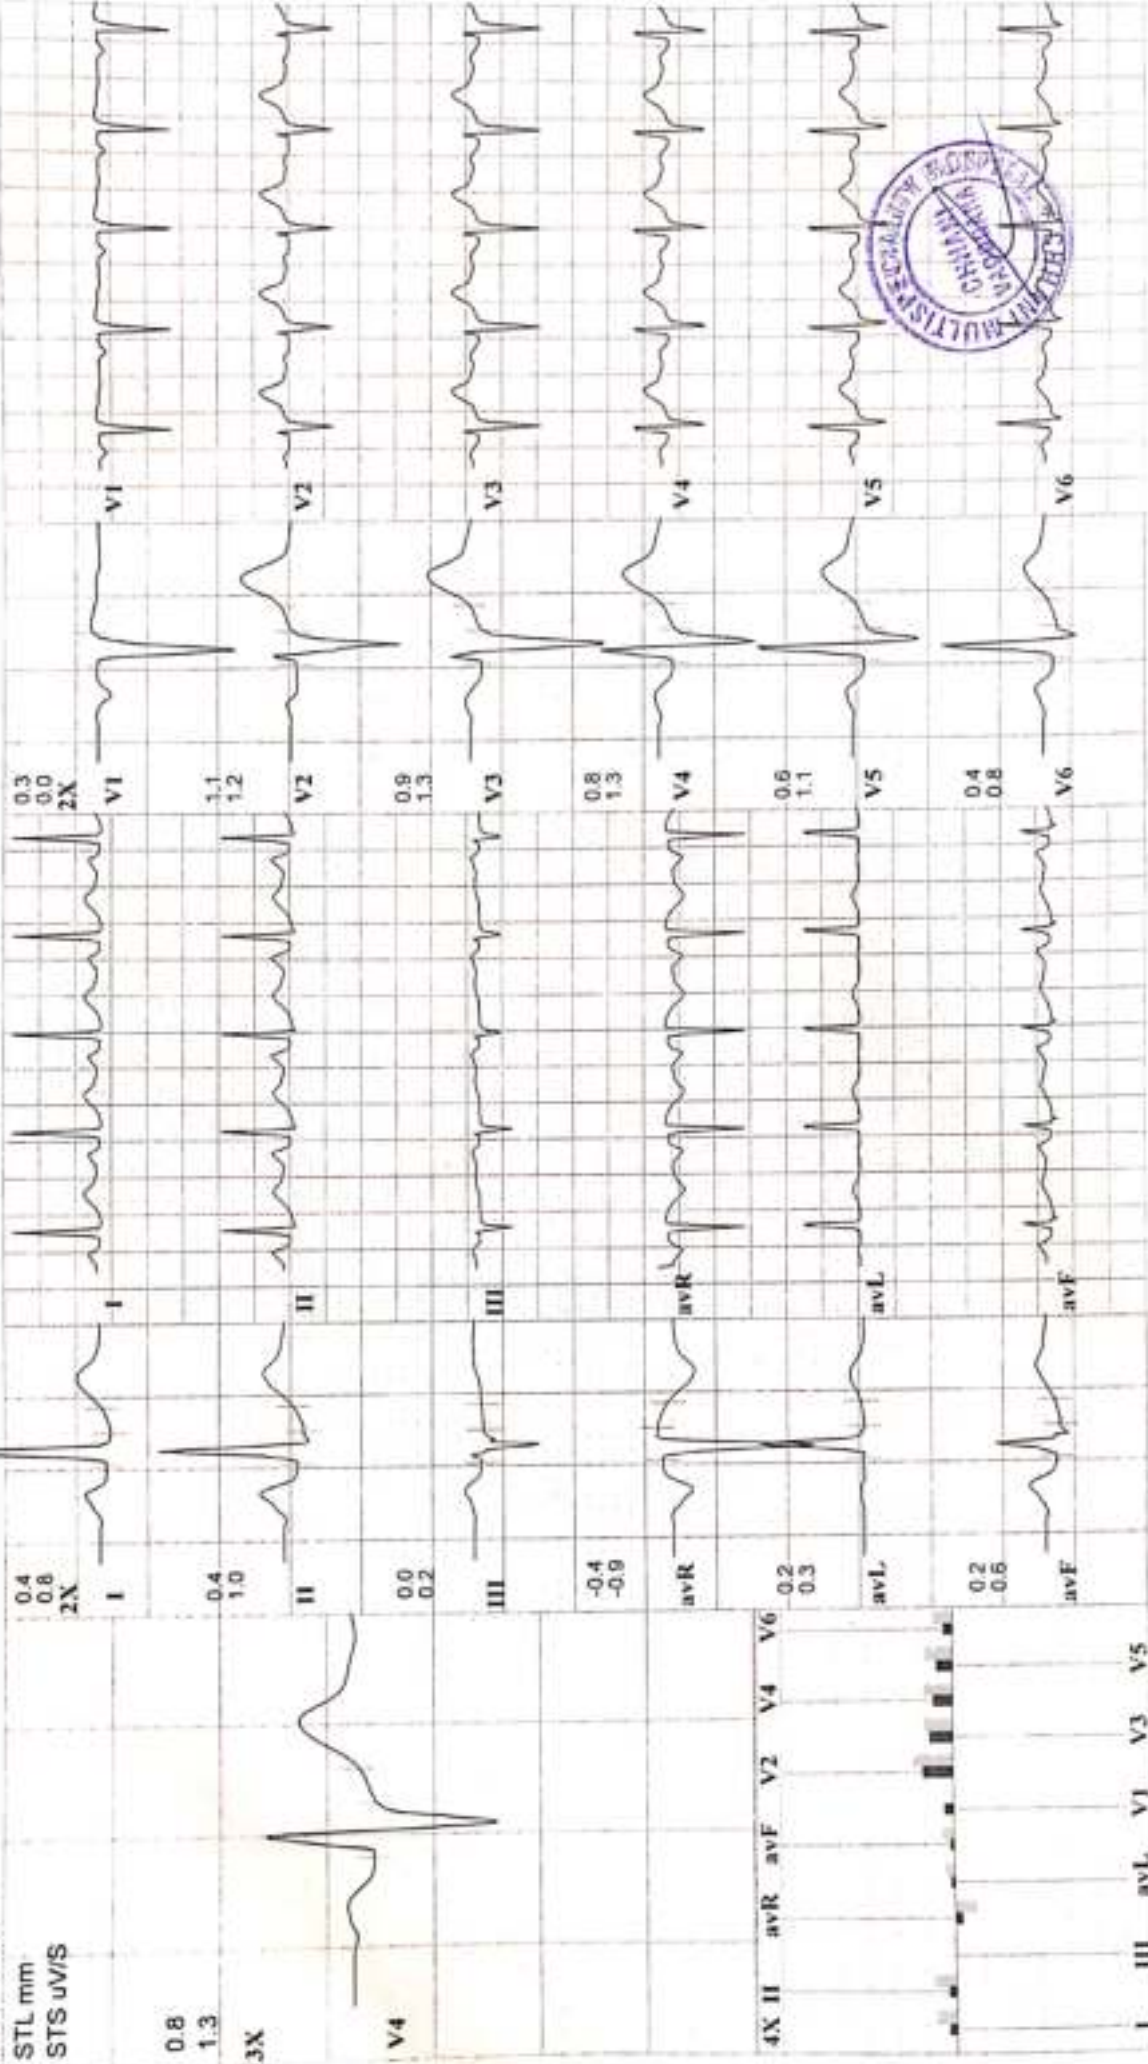 STL mm
STS uV/S
0.8
1.3
3X
V4
4X II avR avF V2 V4 V6
I III avL V1 V3 V5
0.4
0.8
2X
I
0.4
1.0
II
0.0
0.2
III
-0.4
-0.9
avR
0.2
0.3
avL
0.2
0.6
avF
I
II
III
avR
avL
avF
0.3
0.0
2X
V1
1.1
1.2
V2
0.9
1.3
V3
0.8
1.3
V4
0.6
1.1
V5
0.4
0.8
V6
V1
V2
V3
V4
V5
V6
MULTISPECIALITY HOSPITAL